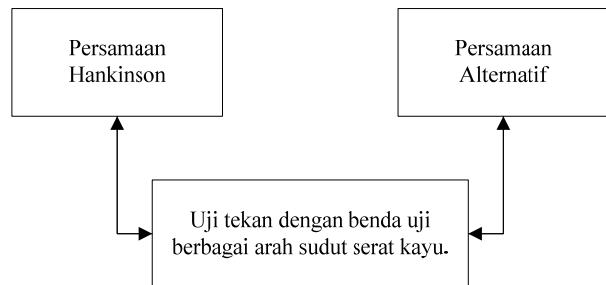 Persamaan
Hankinson
Persamaan
Alternatif
Uji tekan dengan benda uji
berbagai arah sudut serat kayu.